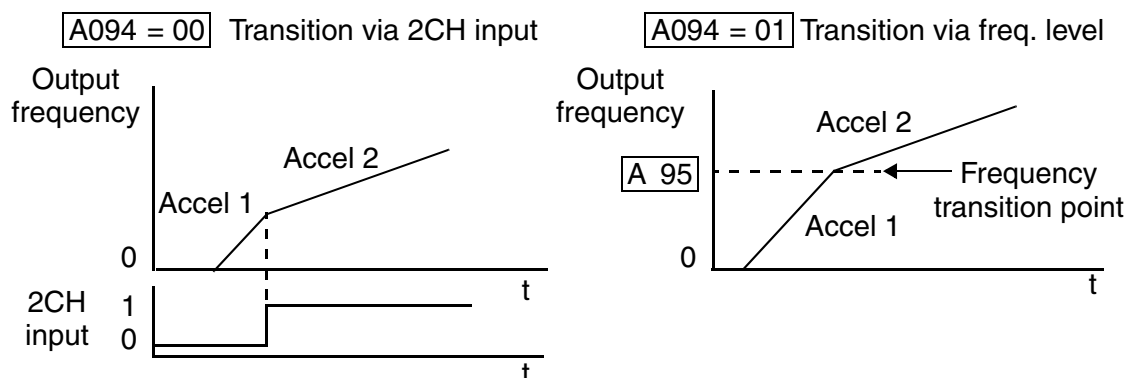 A094 = 00 Transition via 2CH input
Output
frequency
Accel 2
Accel 1
0
t
2CH
input
1
0
t
A094 = 01 Transition via freq. level
Output
frequency
Accel 2
A 95
Frequency
transition point
Accel 1
0
t